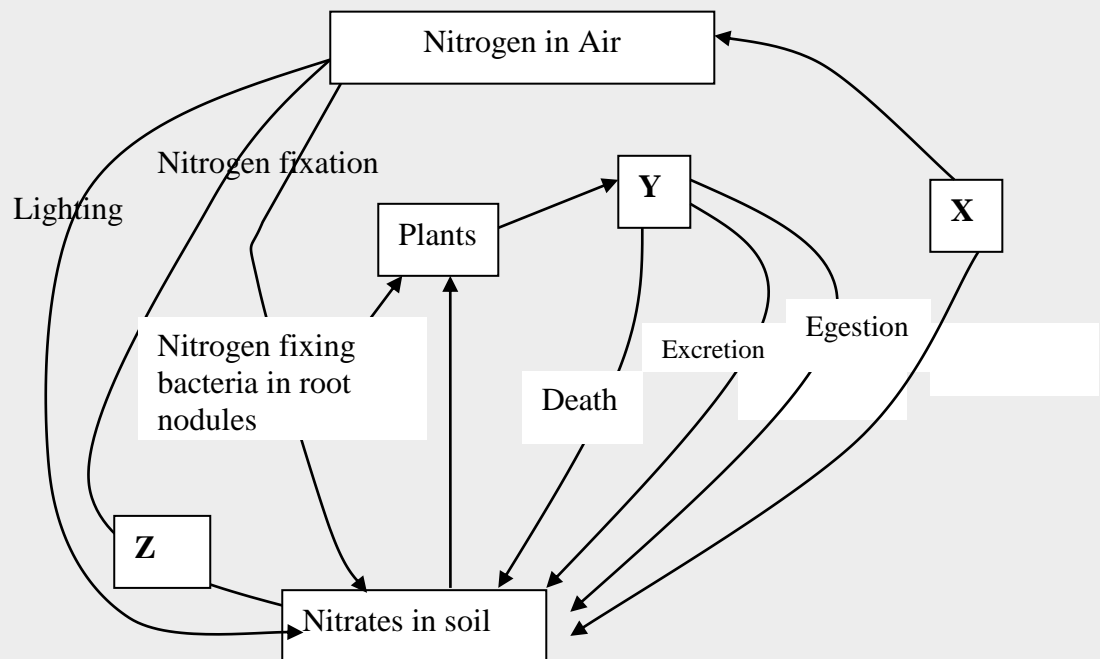 Nitrogen in Air
Nitrogen fixation
Y
X
Lighting
Plants
Egestion
Nitrogen fixing
bacteria in root
nodules
Excretion
Death
Z
Nitrates in soil